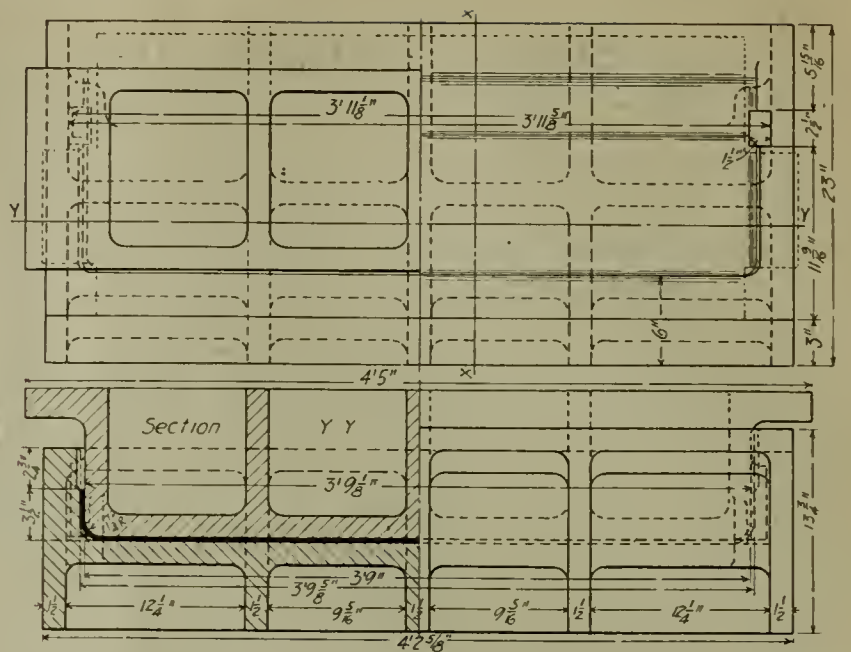 X
3' 11 1/8"
3' 11 5/8"
5 15/16"
2 1/2"
1 1/2"
23"
Y
Y
11 9/16"
6"
3"
X
4' 5"
Section Y Y
2 3/4"
3 1/2"
3' 9 1/8"
13 3/4"
3' 9 5/8"
3' 9"
1 1/2
12 1/4"
1 1/2
9 5/16"
1 1/2
9 5/16"
1 1/2
12 1/4"
1 1/2"
4' 2 5/8"